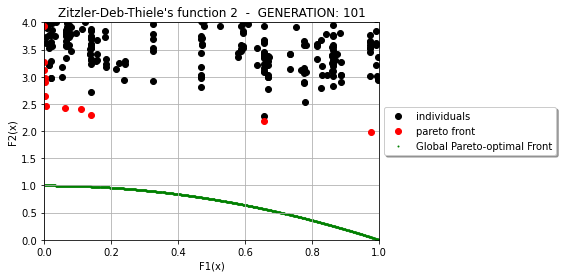 Zitzler-Deb-Thiele's function 2 - GENERATION: 101
F2(x)
4.0
3.5
3.0
2.5
2.0
1.5
1.0
0.5
0.0
0.0 0.2 0.4 0.6 0.8 1.0
F1(x)
individuals
pareto front
Global Pareto-optimal Front